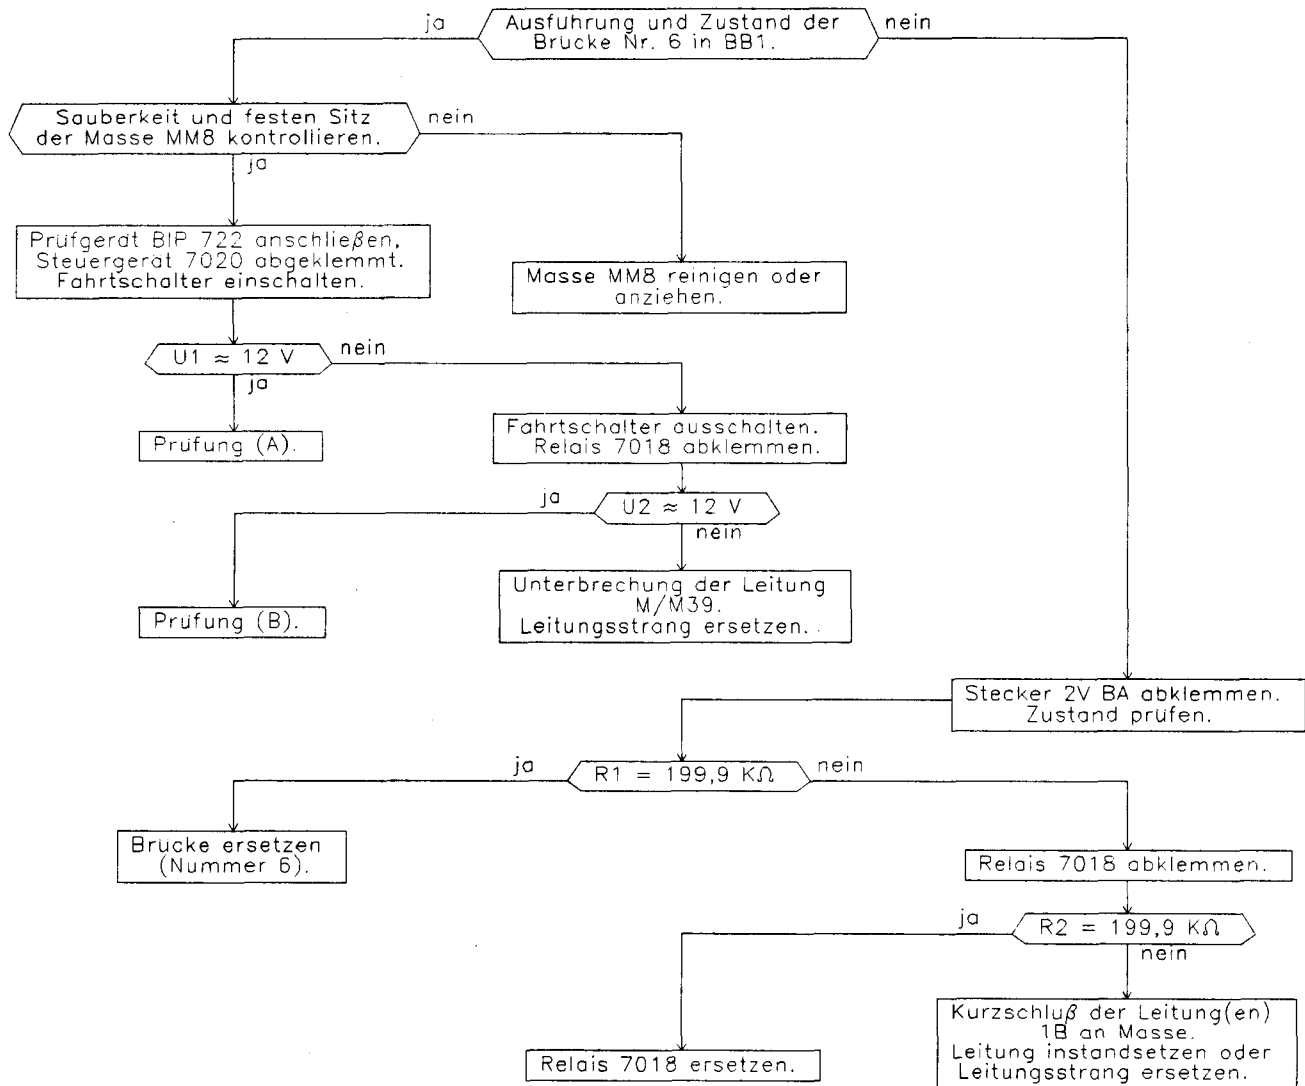 ja
Ausführung und Zustand der
Brücke Nr. 6 in BB1.
nein
Sauberkeit und festen Sitz
der Masse MM8 kontrollieren.
nein
ja
Prüfgerät BIP 722 anschließen,
Steuergerät 7020 abgeklemmt.
Fahrtschalter einschalten.
Masse MM8 reinigen oder
anziehen.
U1 ≈ 12 V
nein
ja
Prüfung (A).
Fahrtschalter ausschalten.
Relais 7018 abklemmen.
ja
U2 ≈ 12 V
nein
Unterbrechung der Leitung
M/M39.
Leitungsstrang ersetzen.
Prüfung (B).
Stecker 2V BA abklemmen.
Zustand prüfen.
ja
R1 = 199,9 KΩ
nein
Brücke ersetzen
(Nummer 6).
Relais 7018 abklemmen.
ja
R2 = 199,9 KΩ
nein
Kurzschluß der Leitung(en)
1B an Masse.
Leitung instandsetzen oder
Leitungsstrang ersetzen.
Relais 7018 ersetzen.